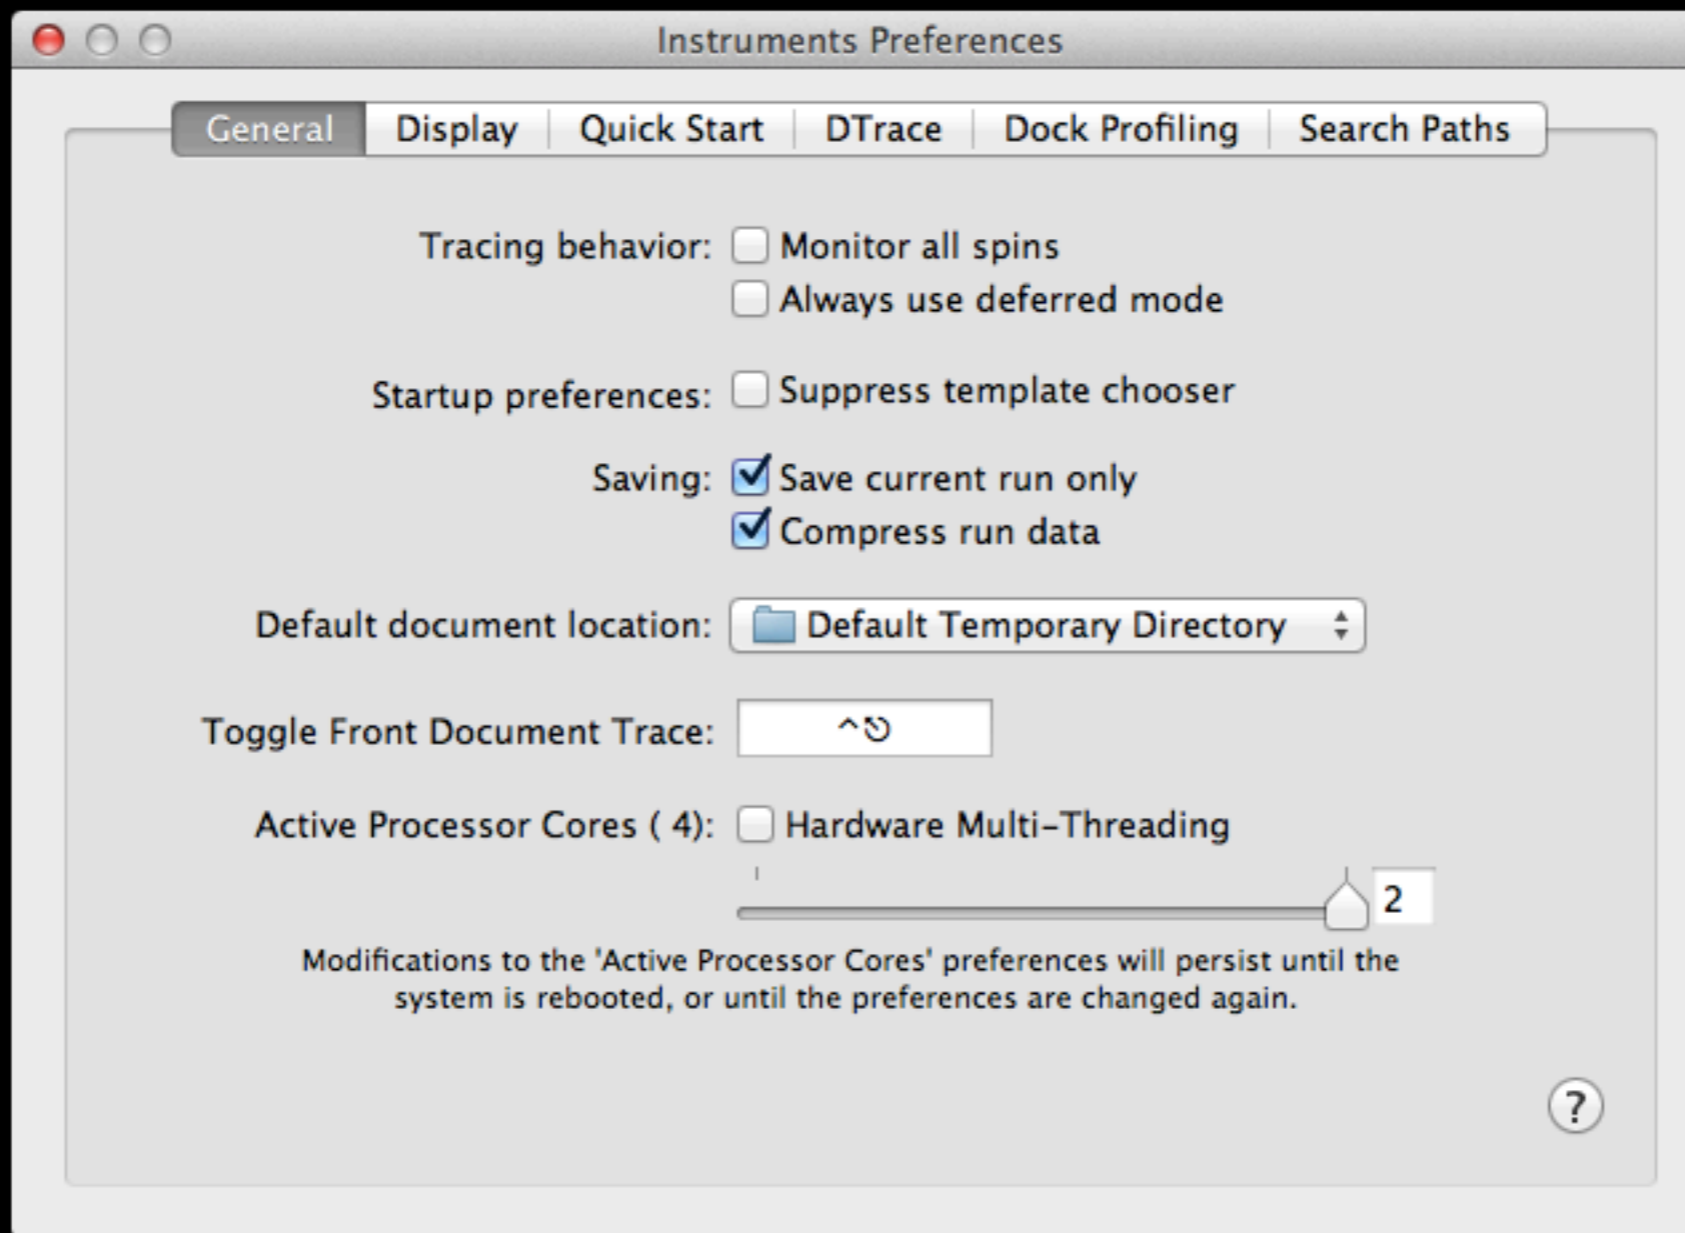 Instruments Preferences
General Display Quick Start DTrace Dock Profiling Search Paths
Tracing behavior: Monitor all spins
Always use deferred mode
Startup preferences: Suppress template chooser
Saving: Save current run only
Compress run data
Default document location: Default Temporary Directory
Toggle Front Document Trace: ^⎋
Active Processor Cores ( 4): Hardware Multi-Threading
2
Modifications to the 'Active Processor Cores' preferences will persist until the
system is rebooted, or until the preferences are changed again.
?